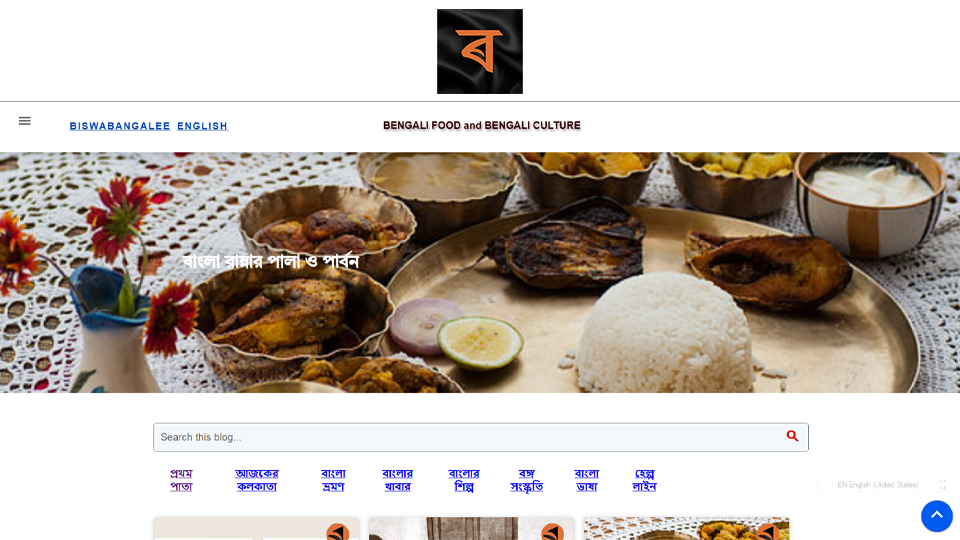 ব
BISWABANGALEE ENGLISH
BENGALI FOOD and BENGALI CULTURE
বাংলা রান্নার পালা ও পার্বন
Search this blog...
প্রথম পাতা
আজকের কলকাতা
বাংলা ভ্রমণ
বাংলার খাবার
বাংলার শিল্প
বঙ্গ সংস্কৃতি
বাংলা ভাষা
হেল্প লাইন
EN English (United States)